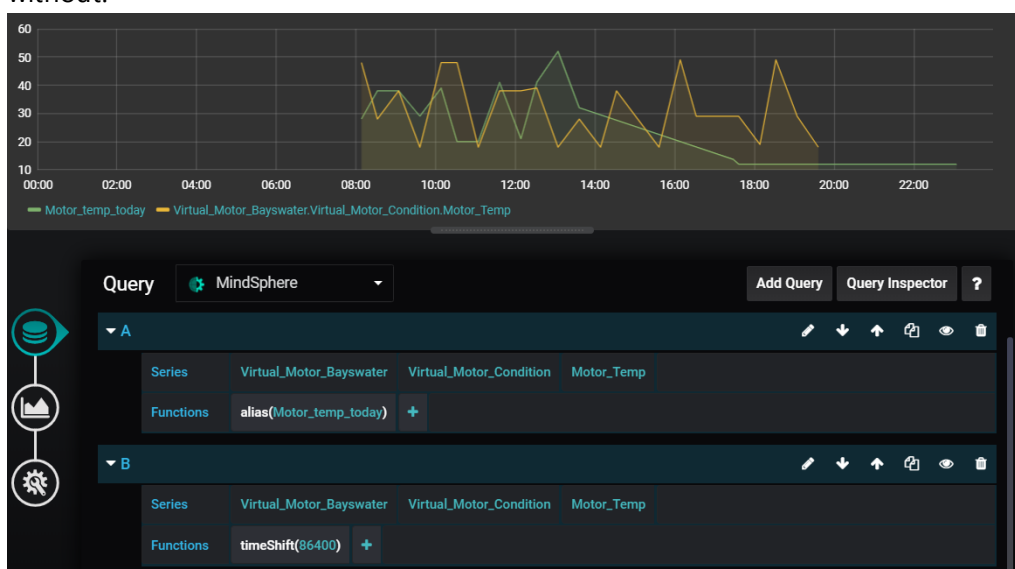 without.
60
50
40
30
20
10
00:00 02:00 04:00 06:00 08:00 10:00 12:00 14:00 16:00 18:00 20:00 22:00
Motor_temp_today Virtual_Motor_Bayswater.Virtual_Motor_Condition.Motor_Temp
Query MindSphere Add Query Query Inspector ?
A
Series Virtual_Motor_Bayswater Virtual_Motor_Condition Motor_Temp
Functions alias(Motor_temp_today) +
B
Series Virtual_Motor_Bayswater Virtual_Motor_Condition Motor_Temp
Functions timeShift(86400) +